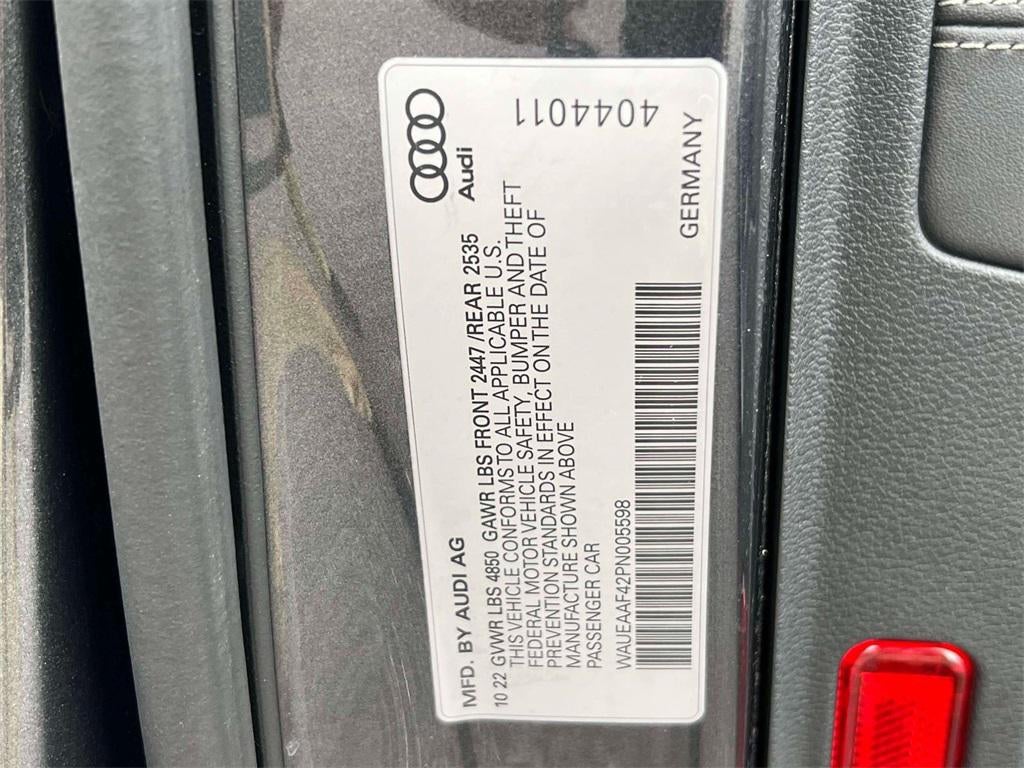 MFD. BY AUDI AG
Audi
10 22 GVWR LBS 4850 GAWR LBS FRONT 2447/REAR 2535
THIS VEHICLE CONFORMS TO ALL APPLICABLE U.S.
FEDERAL MOTOR VEHICLE SAFETY, BUMPER AND THEFT
PREVENTION STANDARDS IN EFFECT ON THE DATE OF
MANUFACTURE SHOWN ABOVE
PASSENGER CAR
WAUEAAF42PN005598
4044011
GERMANY